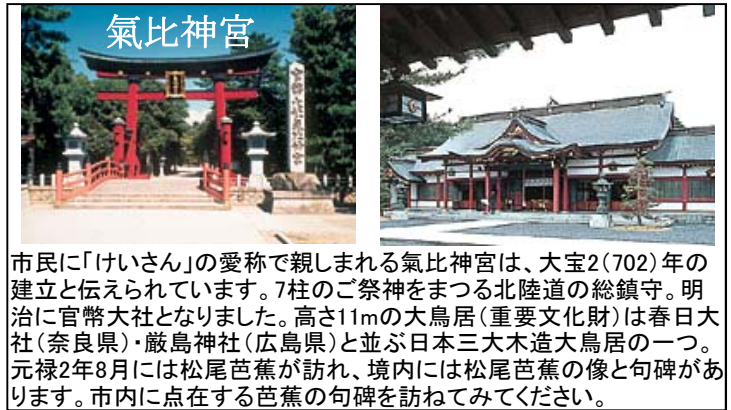 氣比神宮
官幣大社氣比神宮
市民に「けいさん」の愛称で親しまれる氣比神宮は、大宝2(702)年の
建立と伝えられています。7柱のご祭神をまつる北陸道の総鎮守。明
治に官幣大社となりました。高さ11mの大鳥居(重要文化財)は春日大
社(奈良県)・厳島神社(広島県)と並ぶ日本三大木造大鳥居の一つ。
元禄2年8月には松尾芭蕉が訪れ、境内には松尾芭蕉の像と句碑があ
ります。市内に点在する芭蕉の句碑を訪ねてみてください。